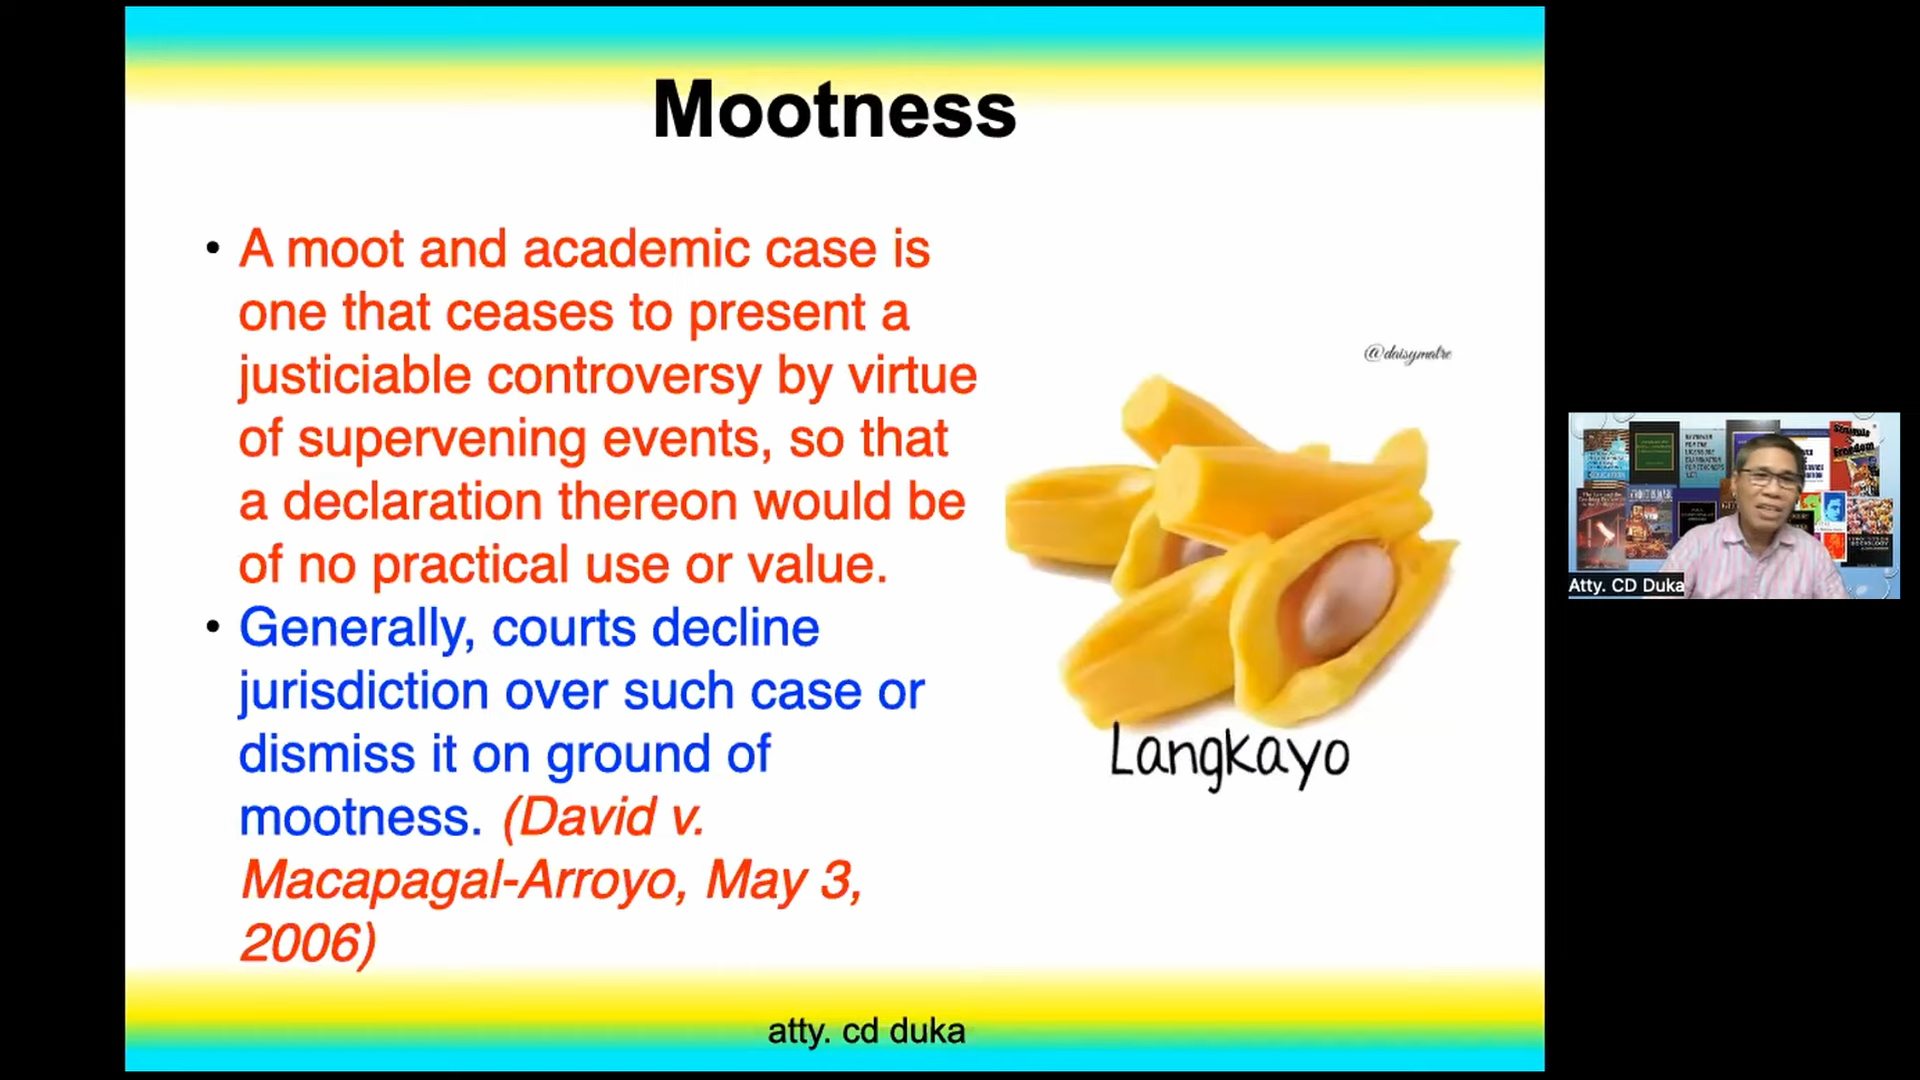 Mootness
• A moot and academic case is
one that ceases to present a
justiciable controversy by virtue
of supervening events, so that
a declaration thereon would be
of no practical use or value.
• Generally, courts decline
jurisdiction over such case or
dismiss it on ground of
mootness. (David v.
Macapagal-Arroyo, May 3,
2006)
@daisymatre
Langkayo
atty. cd duka
Atty. CD Duka